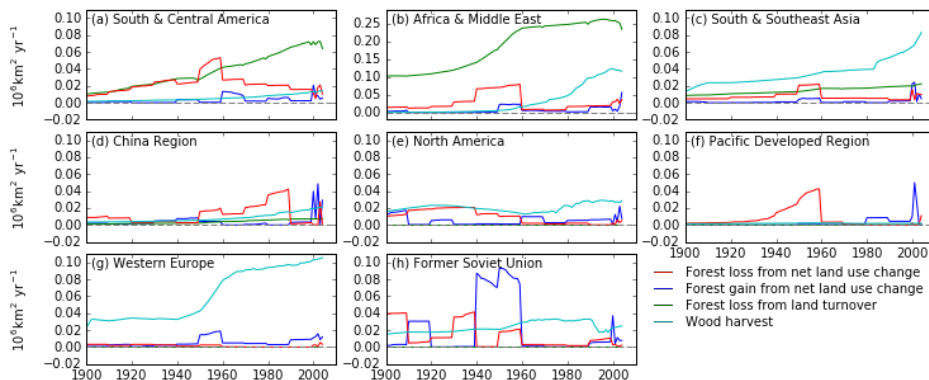 (a) South & Central America
(b) Africa & Middle East
(c) South & Southeast Asia
10⁶km² yr⁻¹
0.10
0.08
0.06
0.04
0.02
0.00
−0.02
0.25
0.20
0.15
0.10
0.05
0.00
0.10
0.08
0.06
0.04
0.02
0.00
−0.02
1900 1920 1940 1960 1980 2000
(d) China Region
(e) North America
(f) Pacific Developed Region
10⁶km² yr⁻¹
0.10
0.08
0.06
0.04
0.02
0.00
−0.02
0.10
0.08
0.06
0.04
0.02
0.00
−0.02
0.10
0.08
0.06
0.04
0.02
0.00
−0.02
1900 1920 1940 1960 1980 2000
(g) Western Europe
(h) Former Soviet Union
10⁶km² yr⁻¹
0.10
0.08
0.06
0.04
0.02
0.00
−0.02
0.10
0.08
0.06
0.04
0.02
0.00
−0.02
1900 1920 1940 1960 1980 2000
1900 1920 1940 1960 1980 2000
Forest loss from net land use change
Forest gain from net land use change
Forest loss from land turnover
Wood harvest